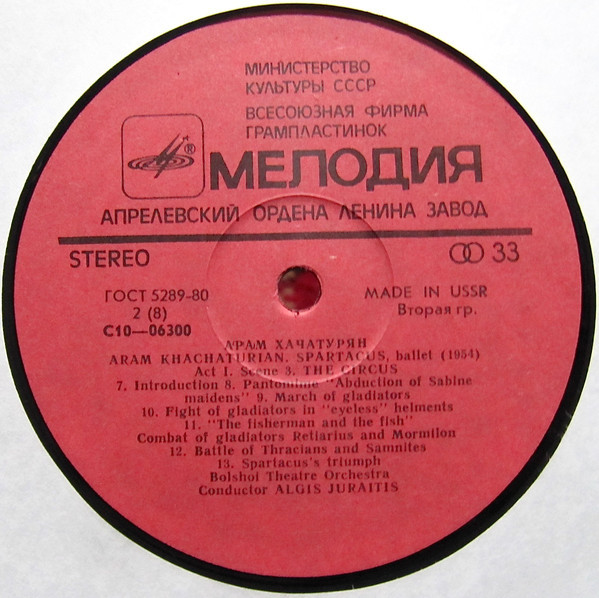 МИНИСТЕРСТВО
КУЛЬТУРЫ СССР
ВСЕСОЮЗНАЯ ФИРМА
ГРАМПЛАСТИНОК
®
МЕЛОДИЯ
АПРЕЛЕВСКИЙ ОРДЕНА ЛЕНИНА ЗАВОД
STEREO
33
ГОСТ 5289-80
MADE IN USSR
2 (8)
Вторая гр.
С10—06300
АРАМ ХАЧАТУРЯН
ARAM KHACHATURIAN. SPARTACUS, ballet (1954)
Act I. Scene 3. THE CIRCUS
7. Introduction 8. Pantomime "Abduction of Sabine
maidens" 9. March of gladiators
10. Fight of gladiators in "eyeless" helments
11. "The fisherman and the fish"
Combat of gladiators Retiarius and Mormilon
12. Battle of Thracians and Samnites
13. Spartacus's triumph
Bolshoi Theatre Orchestra
Conductor ALGIS JURAITIS